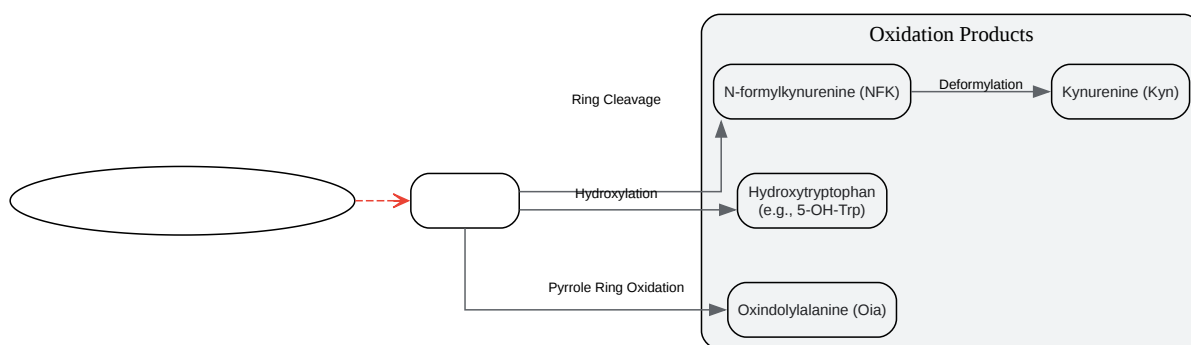 Oxidation Products
Ring Cleavage
N-formylkynurenine (NFK)
Deformylation
Kynurenine (Kyn)
Hydroxylation
Hydroxytryptophan
(e.g., 5-OH-Trp)
Pyrrole Ring Oxidation
Oxindolylalanine (Oia)